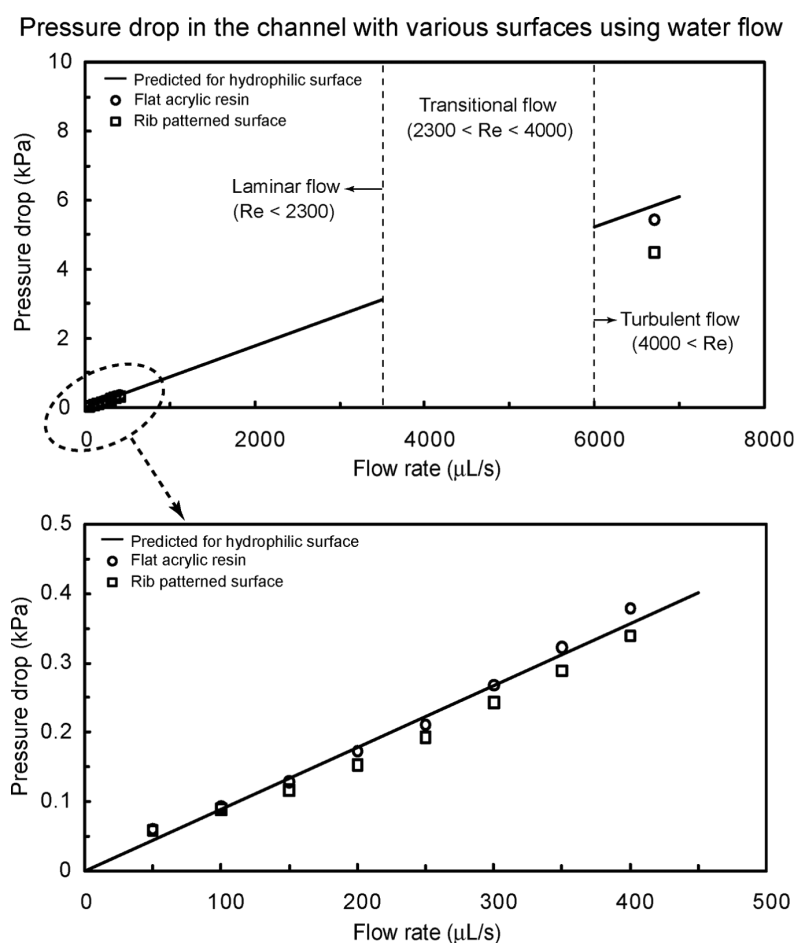 Pressure drop in the channel with various surfaces using water flow
10
8
6
4
2
0
Pressure drop (kPa)
Predicted for hydrophilic surface
Flat acrylic resin
Rib patterned surface
Transitional flow
(2300 < Re < 4000)
Laminar flow
(Re < 2300)
Turbulent flow
(4000 < Re)
0 2000 4000 6000 8000
Flow rate (μL/s)
0.5
0.4
0.3
0.2
0.1
0
Pressure drop (kPa)
Predicted for hydrophilic surface
Flat acrylic resin
Rib patterned surface
0 100 200 300 400 500
Flow rate (μL/s)